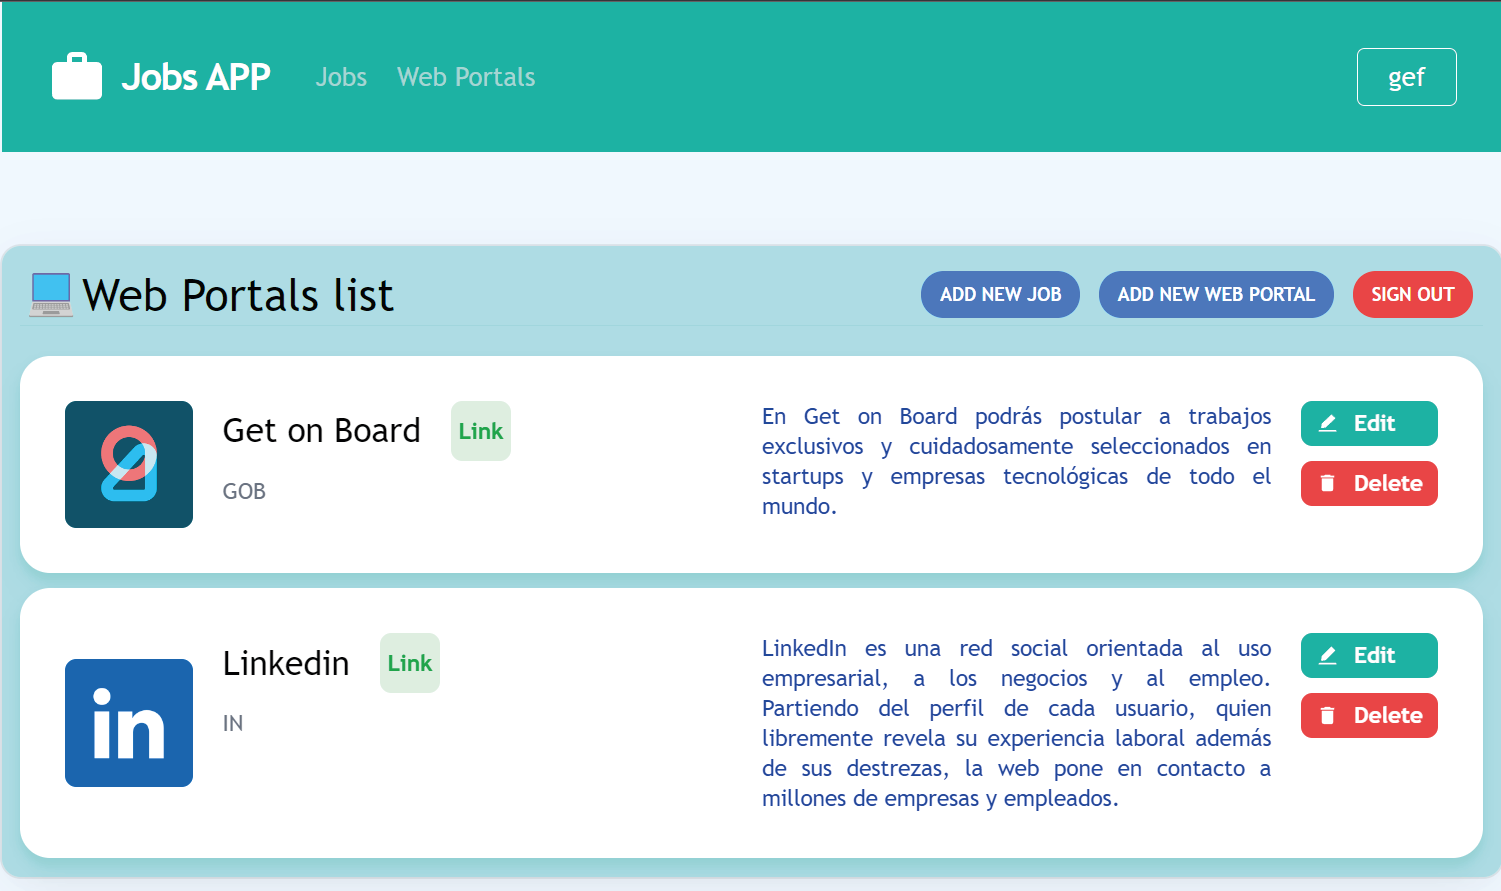 Jobs APP Jobs Web Portals gef
Web Portals list ADD NEW JOB ADD NEW WEB PORTAL SIGN OUT
Get on Board Link
GOB
En Get on Board podrás postular a trabajos
exclusivos y cuidadosamente seleccionados en
startups y empresas tecnológicas de todo el
mundo.
Edit
Delete
in
Linkedin Link
IN
LinkedIn es una red social orientada al uso
empresarial, a los negocios y al empleo.
Partiendo del perfil de cada usuario, quien
libremente revela su experiencia laboral además
de sus destrezas, la web pone en contacto a
millones de empresas y empleados.
Edit
Delete